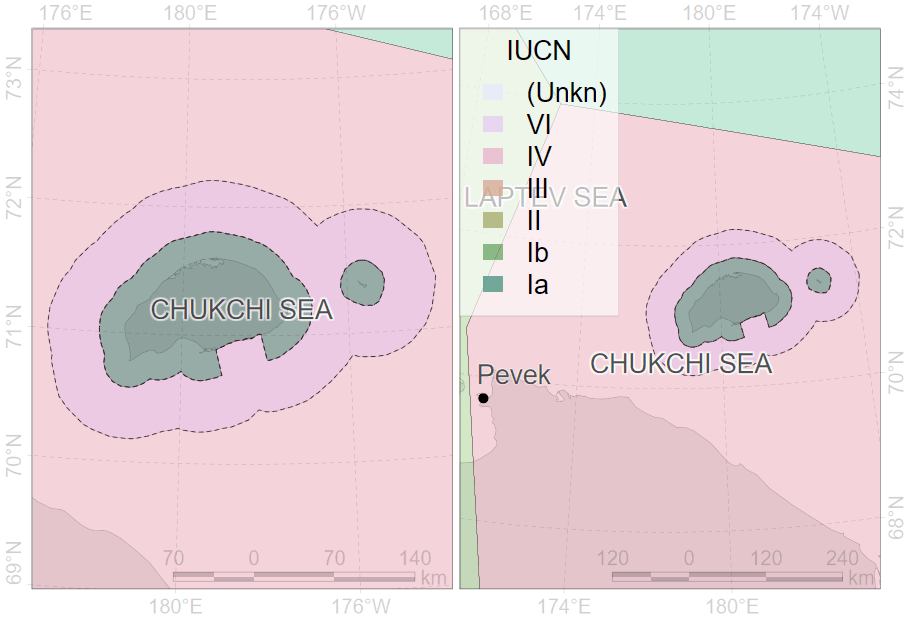 176°E 180°E 176°W
168°E 174°E 174°W
73°N
72°N
71°N
70°N
69°N
74°N
72°N
70°N
68°N
IUCN
(Unkn)
VI
IV
III
II
Ib
Ia
LAPTEV SEA
CHUKCHI SEA
CHUKCHI SEA
Pevek
70 0 70 140
km
120 0 120 240
km
180°E 176°W
174°E 180°E